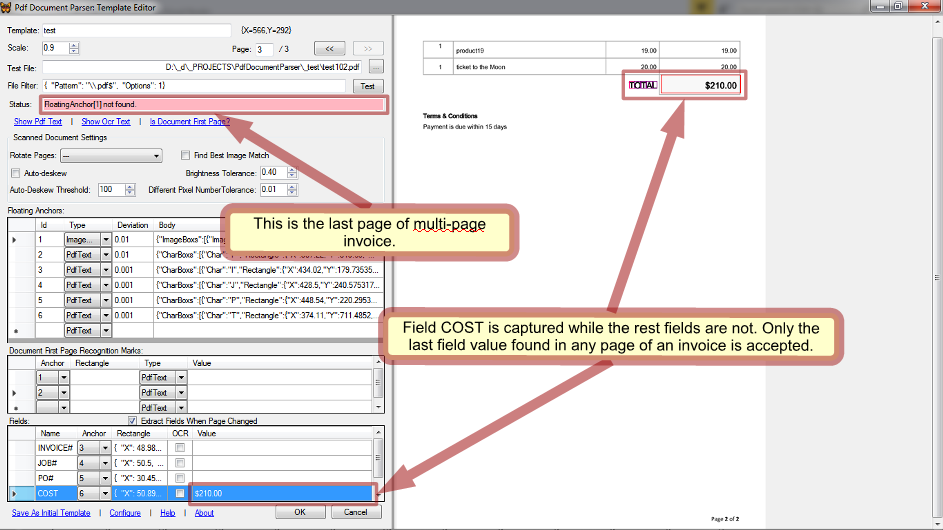 Pdf Document Parser: Template Editor
Template: test {X=566,Y=292}
Scale: 0.9 Page: 3 / 3 << >>
Test File: D:\_d\_PROJECTS\PdfDocumentParser\_test\test102.pdf ...
File Filter: { "Pattern": "\\.pdf$", "Options": 1} Test
Status: FloatingAnchor[1] not found.
Show Pdf Text | Show Ocr Text | Is Document First Page?
Scanned Document Settings
Rotate Pages: --- Find Best Image Match
Auto-deskew Brightness Tolerance: 0.40
Auto-Deskew Threshold: 100 Different Pixel NumberTolerance: 0.01
Floating Anchors:
Id Type Deviation Body
1 Image... 0.01 {"ImageBoxs":[{"Imag
2 PdfText 0.01 {"CharBoxs":[{"Char"
3 PdfText 0.001 {"CharBoxs":[{"Char":"I","Rectangle":{"X":434.02,"Y":179.73535...
4 PdfText 0.001 {"CharBoxs":[{"Char":"J","Rectangle":{"X":428.5,"Y":240.575317...
5 PdfText 0.001 {"CharBoxs":[{"Char":"P","Rectangle":{"X":448.54,"Y":220.2953...
6 PdfText 0.001 {"CharBoxs":[{"Char":"T","Rectangle":{"X":374.11,"Y":711.4852,...
PdfText
Document First Page Recognition Marks:
Anchor Rectangle Type Value
1 PdfText
2 PdfText
PdfText
Fields: Extract Fields When Page Changed
Name Anchor Rectangle OCR Value
INVOICE# 3 { "X": 48.98...
JOB# 4 { "X": 50.5, ...
PO# 5 { "X": 30.45...
COST 6 { "X": 50.89... $210.00
Save As Initial Template | Configure | Help | About OK Cancel
1 product19 19.00 19.00
1 ticket to the Moon 20.00 20.00
TOTAL $210.00
Terms & Conditions
Payment is due within 15 days
This is the last page of multi-page
invoice.
Field COST is captured while the rest fields are not. Only the
last field value found in any page of an invoice is accepted.
Page 2 of 2